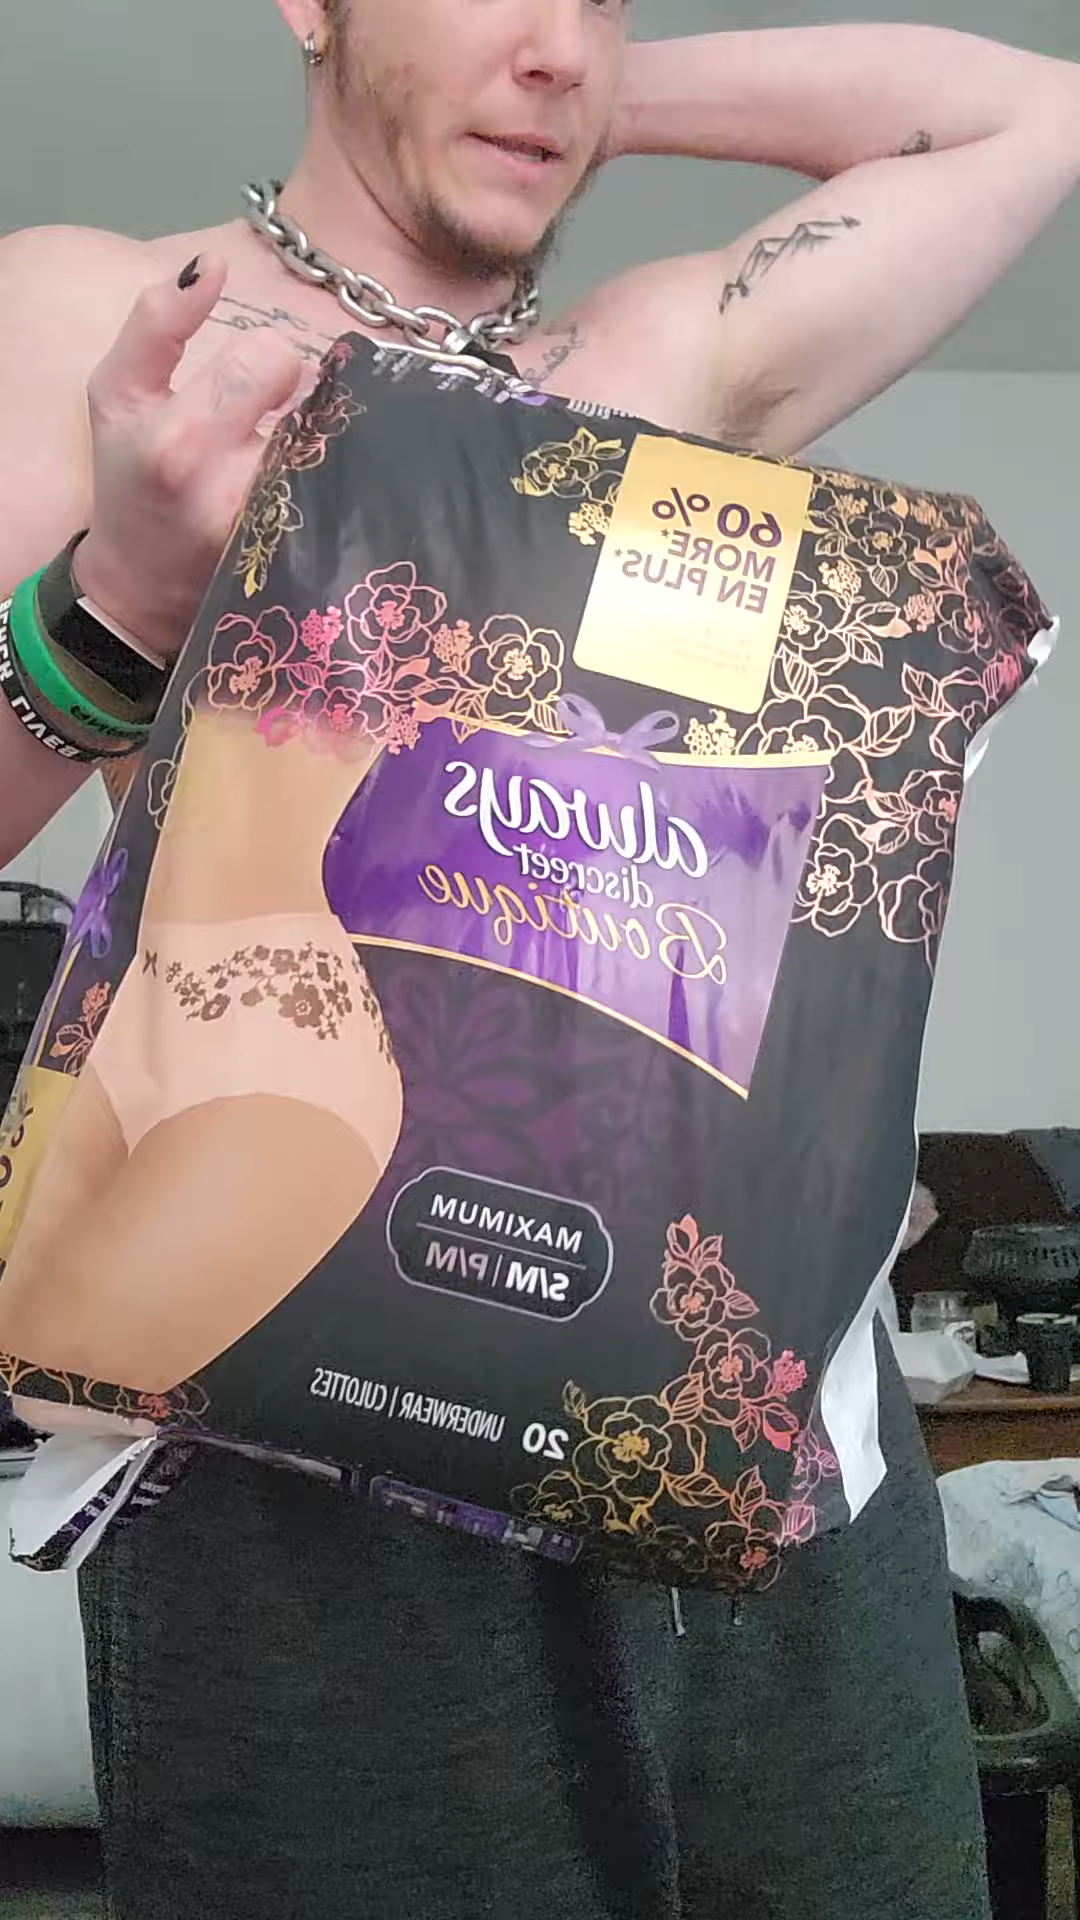 60%
MORE*
EN PLUS*
always
discreet
Boutique
MAXIMUM
S/M | P/M
20 UNDERWEAR | CULOTTES